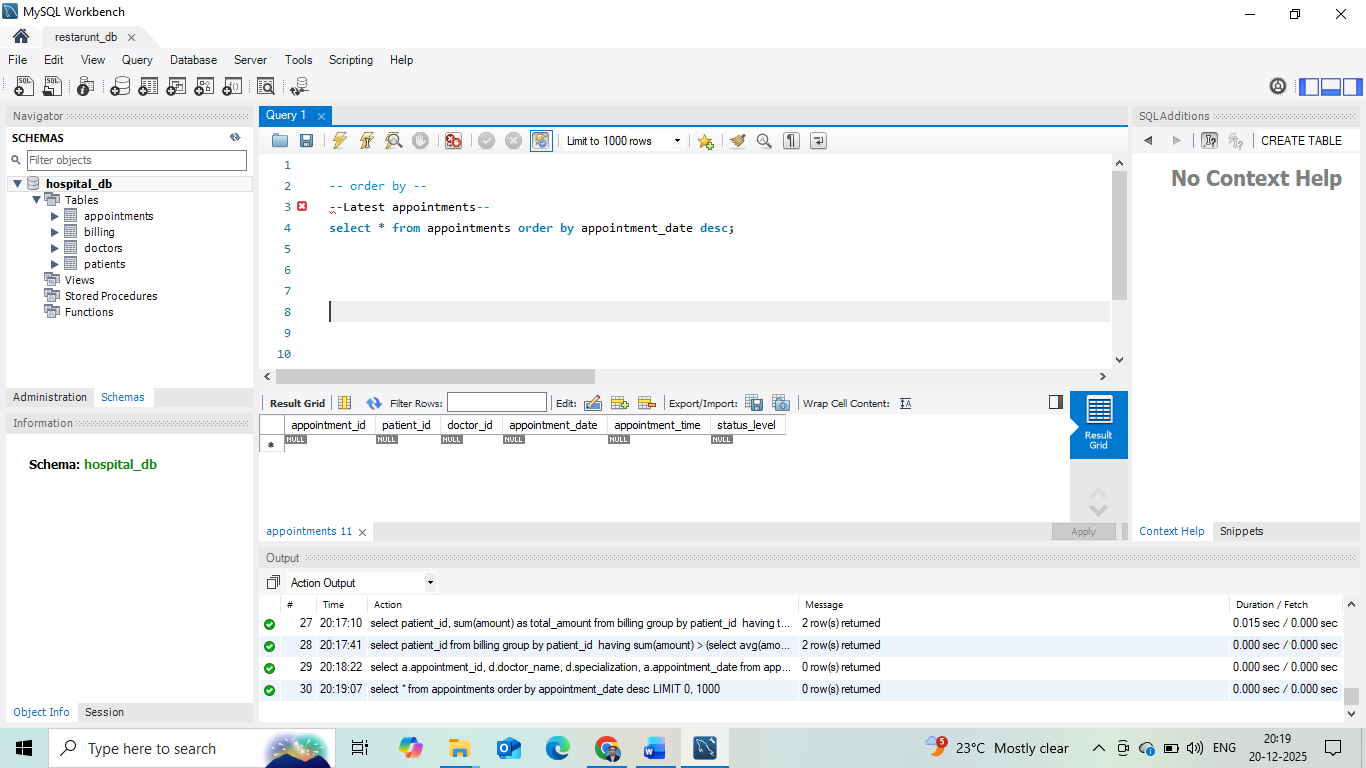 MySQL Workbench
restarunt_db
File Edit View Query Database Server Tools Scripting Help
Navigator
SCHEMAS
Filter objects
hospital_db
Tables
appointments
billing
doctors
patients
Views
Stored Procedures
Functions
Administration Schemas
Information
Schema: hospital_db
Object Info Session
Query 1
Limit to 1000 rows
1
2 -- order by --
3 --Latest appointments--
4 select * from appointments order by appointment_date desc;
5
6
7
8
9
10
Result Grid Filter Rows: Edit: Export/Import: Wrap Cell Content:
appointment_id patient_id doctor_id appointment_date appointment_time status_level
NULL NULL NULL NULL NULL NULL
Result Grid
appointments 11
Apply
SQLAdditions
CREATE TABLE
No Context Help
Context Help Snippets
Output
Action Output
# Time Action Message Duration / Fetch
27 20:17:10 select patient_id, sum(amount) as total_amount from billing group by patient_id having t... 2 row(s) returned 0.015 sec / 0.000 sec
28 20:17:41 select patient_id from billing group by patient_id having sum(amount) > (select avg(amo... 2 row(s) returned 0.000 sec / 0.000 sec
29 20:18:22 select a.appointment_id, d.doctor_name, d.specialization, a.appointment_date from app... 0 row(s) returned 0.000 sec / 0.000 sec
30 20:19:07 select * from appointments order by appointment_date desc LIMIT 0, 1000 0 row(s) returned 0.000 sec / 0.000 sec
Type here to search
5
23°C Mostly clear
ENG
20:19
20-12-2025